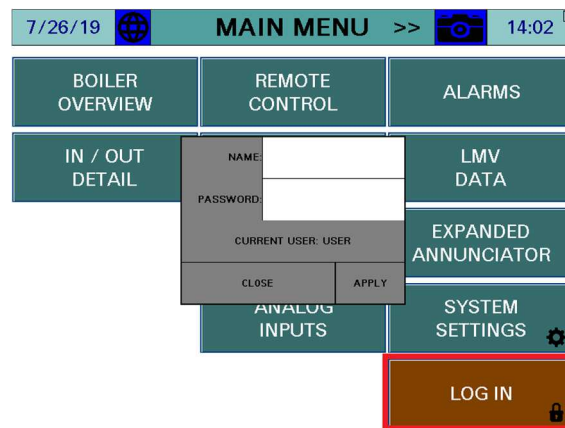 7/26/19 MAIN MENU >> 14:02
BOILER
OVERVIEW
REMOTE
CONTROL
ALARMS
IN / OUT
DETAIL
LMV
DATA
NAME:
PASSWORD:
CURRENT USER: USER
CLOSE APPLY
EXPANDED
ANNUNCIATOR
ANALOG
INPUTS
SYSTEM
SETTINGS
LOG IN